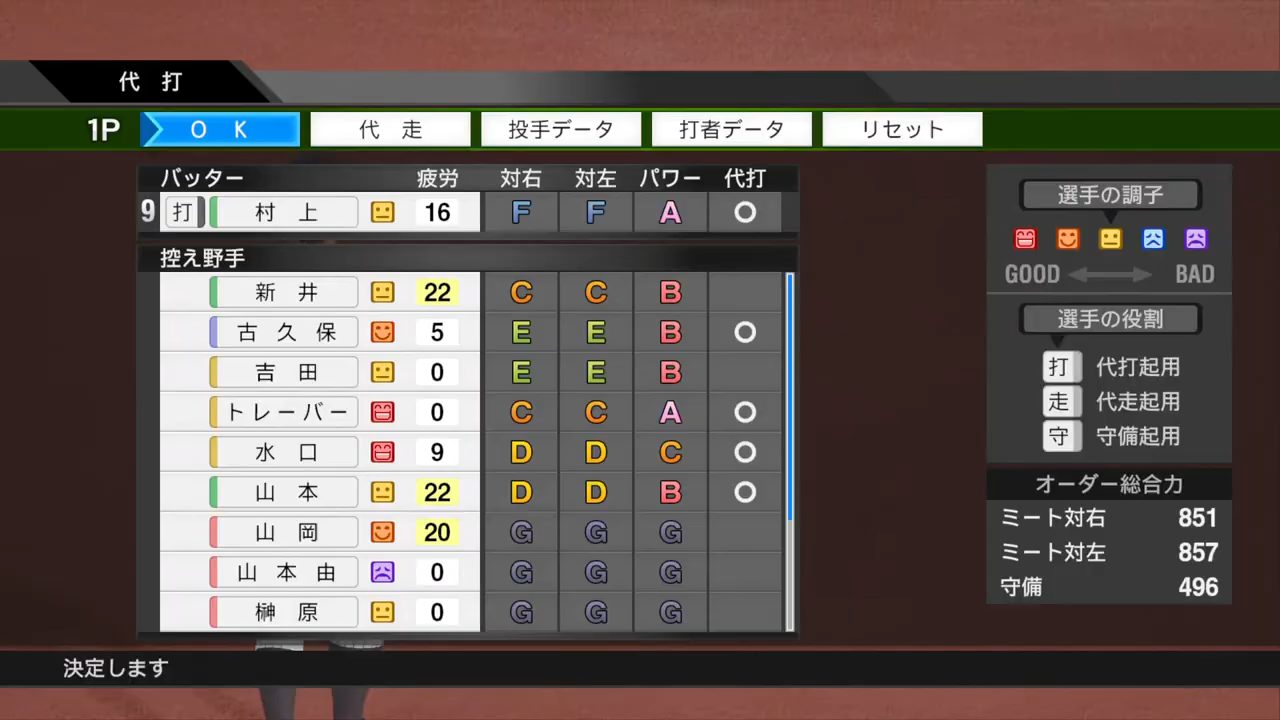 代 打
1P O K 代 走 投手データ 打者データ リセット
バッター 疲労 対右 対左 パワー 代打
9 打 村 上 16 F F A ○
控え野手
新 井 22 C C B
古 久 保 5 E E B ○
吉 田 0 E E B
トレーバー 0 C C A ○
水 口 9 D D C ○
山 本 22 D D B ○
山 岡 20 G G G
山 本 由 0 G G G
榊 原 0 G G G
選手の調子
GOOD BAD
選手の役割
打 代打起用
走 代走起用
守 守備起用
オーダー総合力
ミート対右 851
ミート対左 857
守備 496
決定します